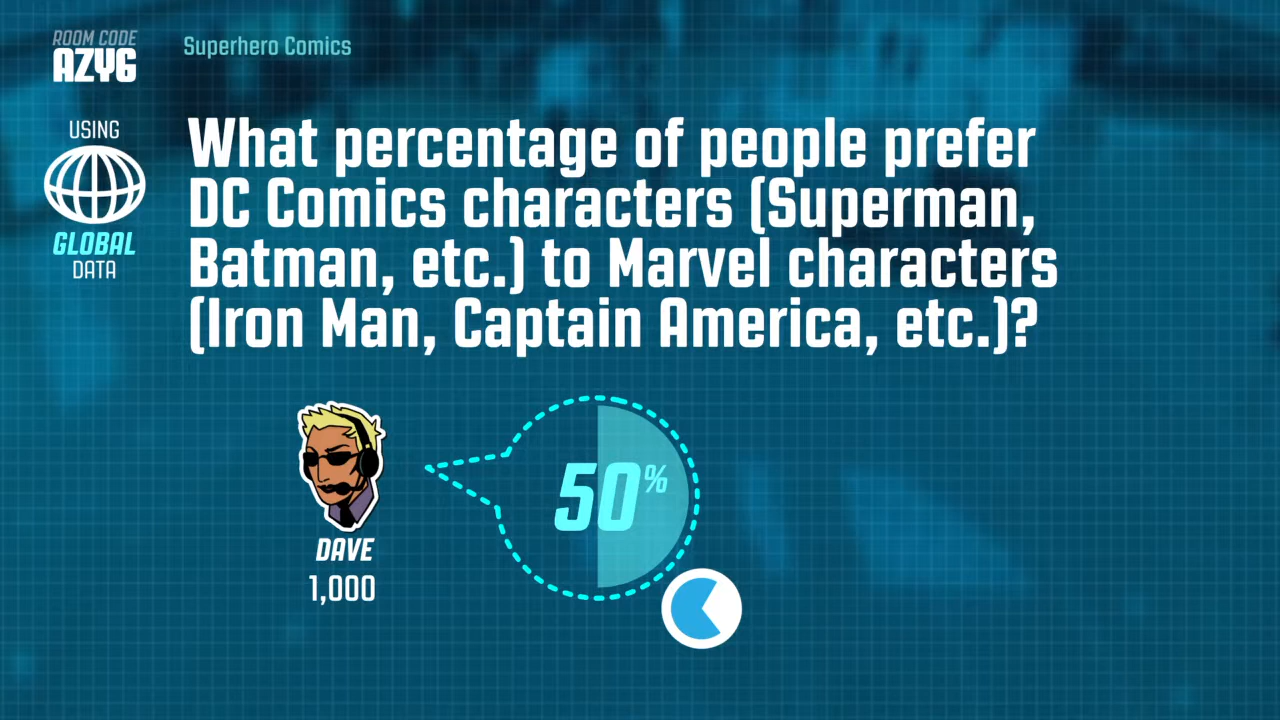 ROOM CODE
AZYG
Superhero Comics
USING
GLOBAL
DATA
What percentage of people prefer
DC Comics characters (Superman,
Batman, etc.) to Marvel characters
(Iron Man, Captain America, etc.)?
50%
DAVE
1,000